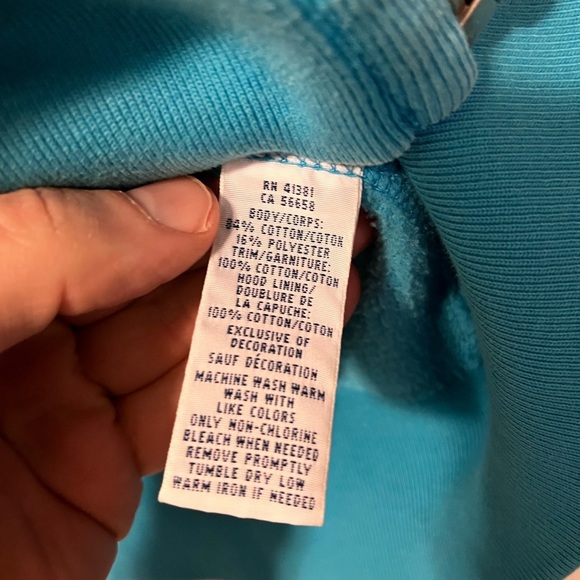 RN 41381
CA 56658
BODY/CORPS:
84% COTTON/COTON
16% POLYESTER
TRIM/GARNITURE:
100% COTTON/COTON
HOOD LINING/
DOUBLURE DE
LA CAPUCHE:
100% COTTON/COTON
EXCLUSIVE OF
DECORATION
SAUF DÉCORATION
MACHINE WASH WARM
WASH WITH
LIKE COLORS
ONLY NON-CHLORINE
BLEACH WHEN NEEDED
REMOVE PROMPTLY
TUMBLE DRY LOW
WARM IRON IF NEEDED